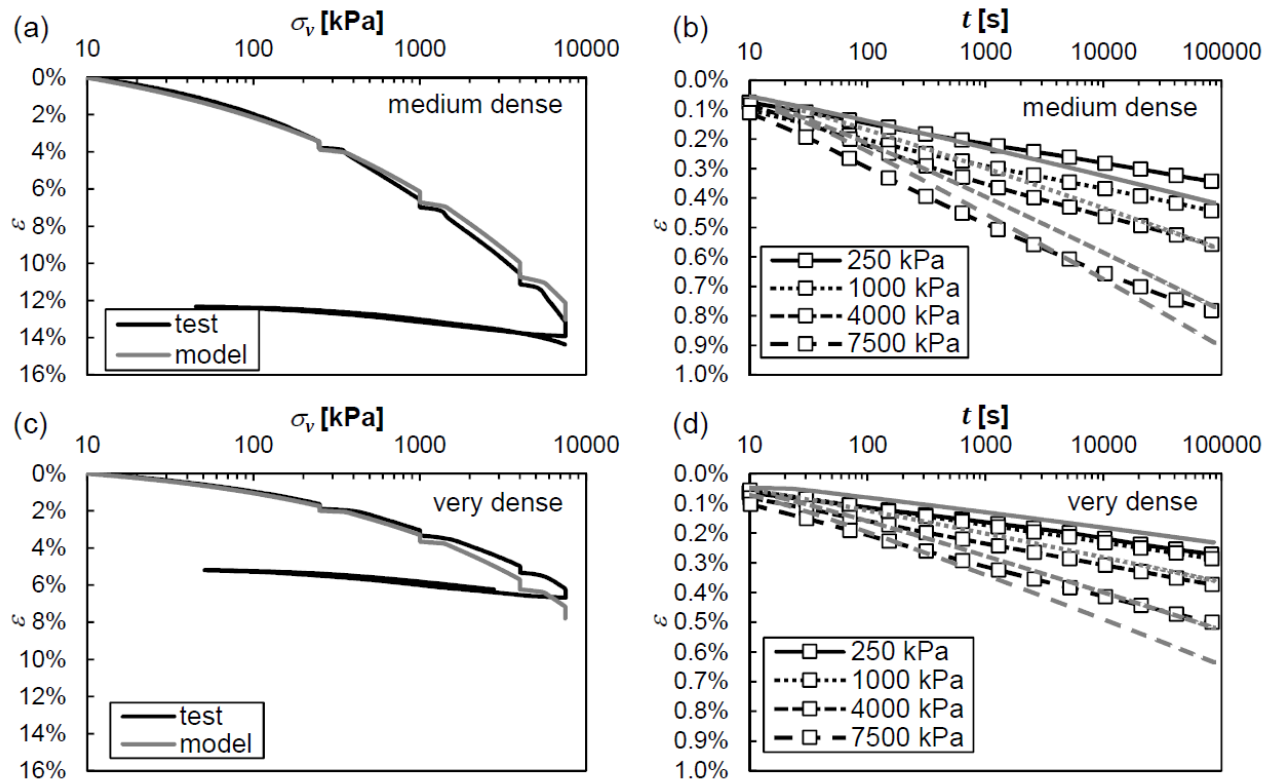 (a)
σv [kPa]
10 100 1000 10000
0%
2%
4%
6%
8%
10%
12%
14%
16%
ε
medium dense
test
model
(b)
t [s]
10 100 1000 10000 100000
0.0%
0.1%
0.2%
0.3%
0.4%
0.5%
0.6%
0.7%
0.8%
0.9%
1.0%
ε
medium dense
250 kPa
1000 kPa
4000 kPa
7500 kPa
(c)
σv [kPa]
10 100 1000 10000
0%
2%
4%
6%
8%
10%
12%
14%
16%
ε
very dense
test
model
(d)
t [s]
10 100 1000 10000 100000
0.0%
0.1%
0.2%
0.3%
0.4%
0.5%
0.6%
0.7%
0.8%
0.9%
1.0%
ε
very dense
250 kPa
1000 kPa
4000 kPa
7500 kPa